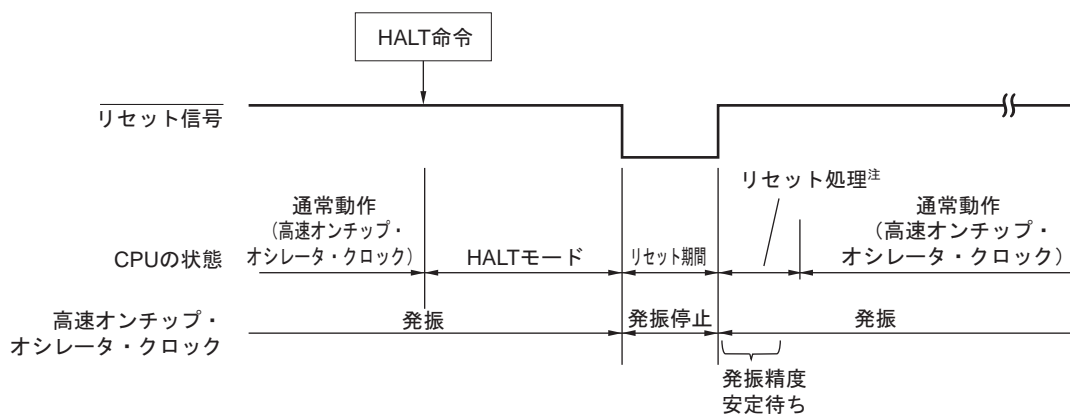 HALT命令
リセット信号
リセット処理注
通常動作
（高速オンチップ・
オシレータ・クロック）
通常動作
（高速オンチップ・
オシレータ・クロック）
CPUの状態
HALTモード
リセット期間
高速オンチップ・
オシレータ・クロック
発振
発振停止
発振
発振精度
安定待ち